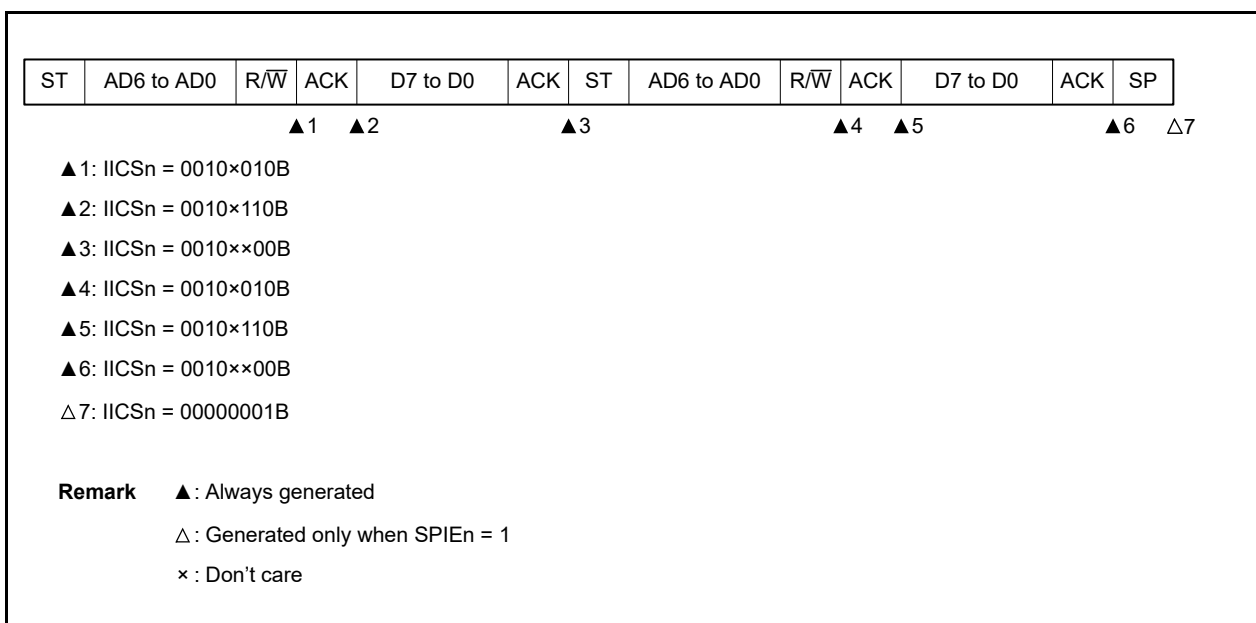 ST AD6 to AD0 R/W̅ ACK D7 to D0 ACK ST AD6 to AD0 R/W̅ ACK D7 to D0 ACK SP
▲1 ▲2 ▲3 ▲4 ▲5 ▲6 △7
▲1: IICSn = 0010×010B
▲2: IICSn = 0010×110B
▲3: IICSn = 0010××00B
▲4: IICSn = 0010×010B
▲5: IICSn = 0010×110B
▲6: IICSn = 0010××00B
△7: IICSn = 00000001B
Remark ▲: Always generated
△: Generated only when SPIEn = 1
×: Don’t care